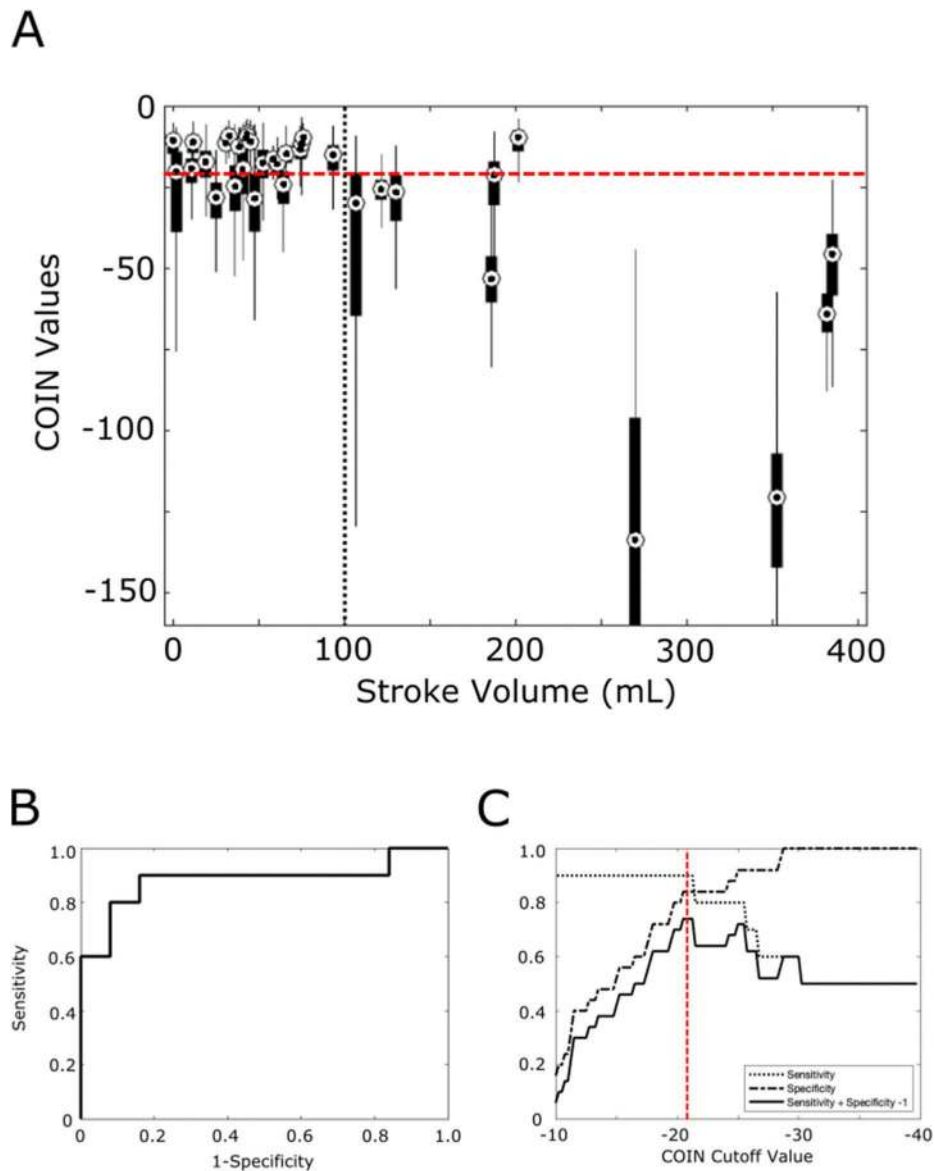 A
0
-50
-100
-150
COIN Values
0 100 200 300 400
Stroke Volume (mL)
B
1.0
0.8
0.6
0.4
0.2
0
Sensitivity
0 0.2 0.4 0.6 0.8 1.0
1-Specificity
C
1.0
0.8
0.6
0.4
0.2
0
Sensitivity
Specificity
Sensitivity + Specificity -1
-10 -20 -30 -40
COIN Cutoff Value